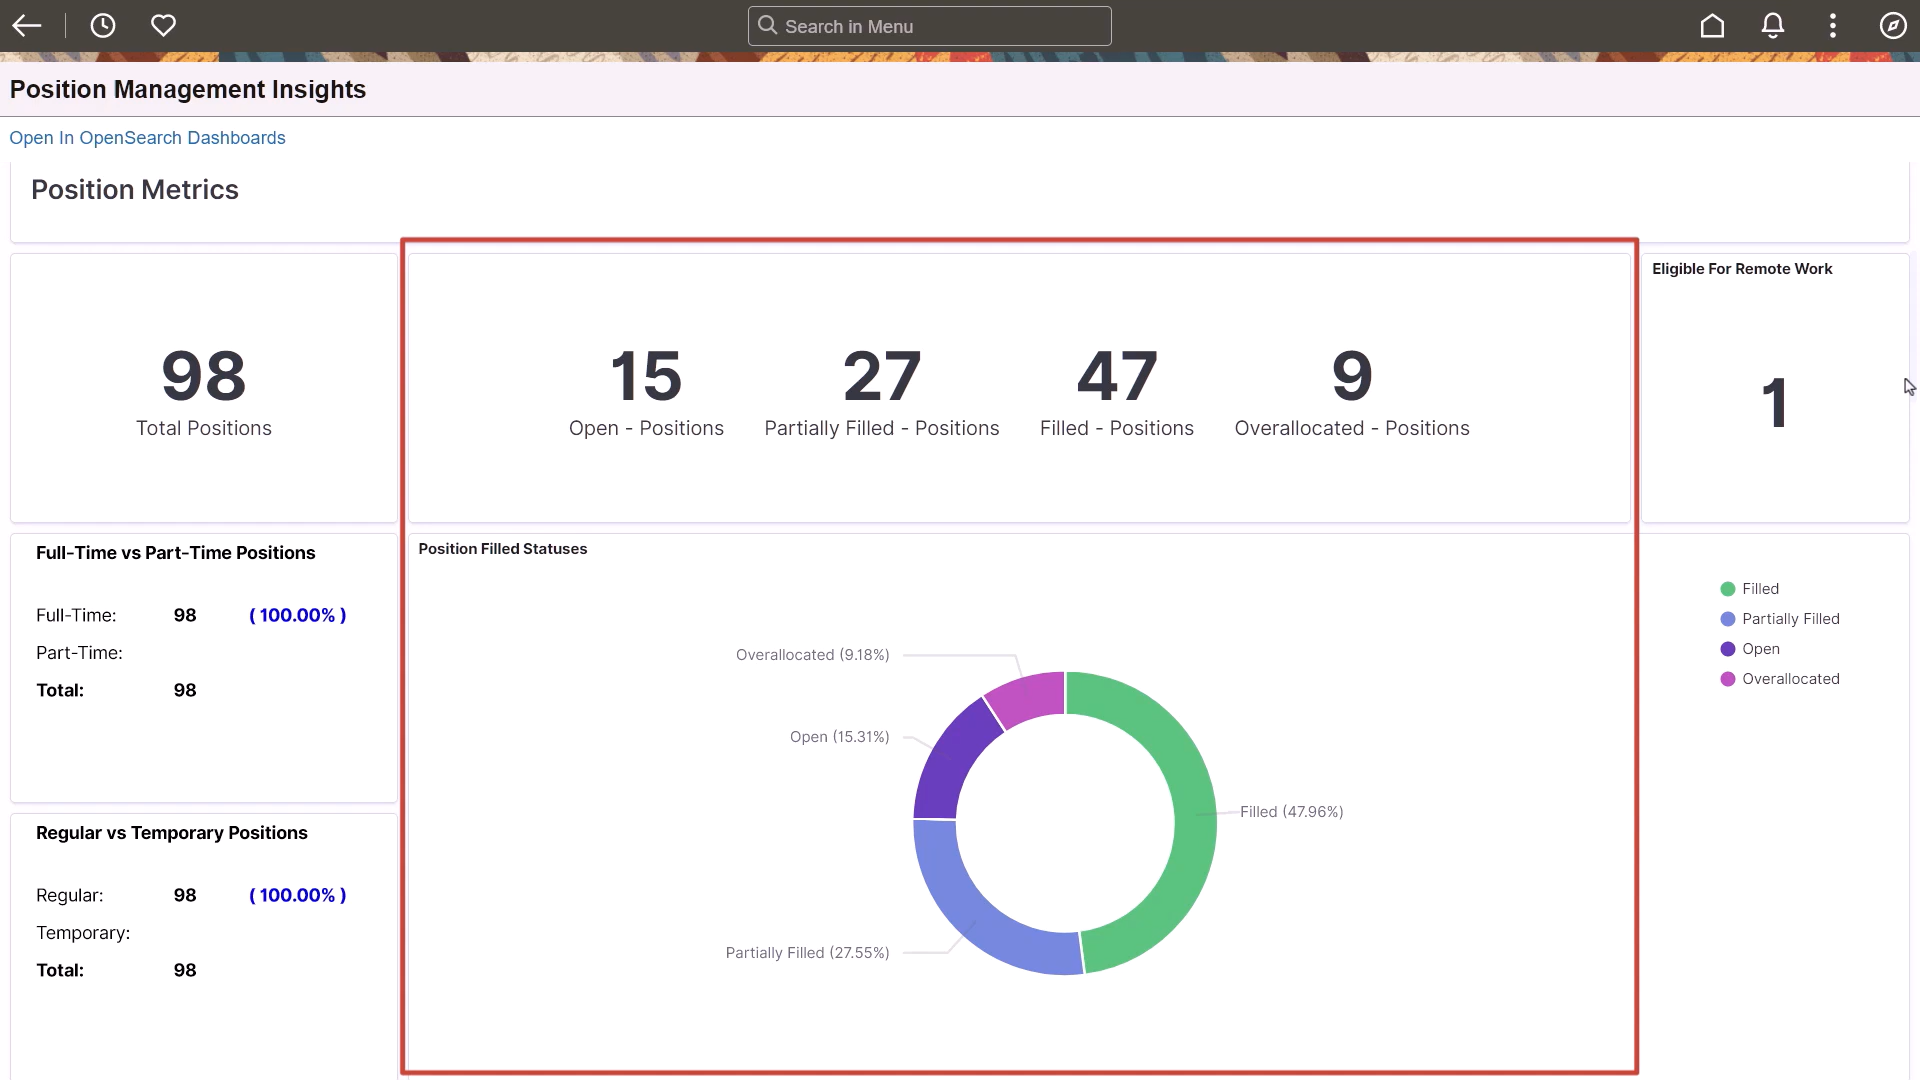 Search in Menu
Position Management Insights
Open In OpenSearch Dashboards
Position Metrics
98
Total Positions
15
Open - Positions
27
Partially Filled - Positions
47
Filled - Positions
9
Overallocated - Positions
Eligible For Remote Work
1
Full-Time vs Part-Time Positions
Full-Time: 98 ( 100.00% )
Part-Time:
Total: 98
Regular vs Temporary Positions
Regular: 98 ( 100.00% )
Temporary:
Total: 98
Position Filled Statuses
Overallocated (9.18%)
Open (15.31%)
Filled (47.96%)
Partially Filled (27.55%)
Filled
Partially Filled
Open
Overallocated